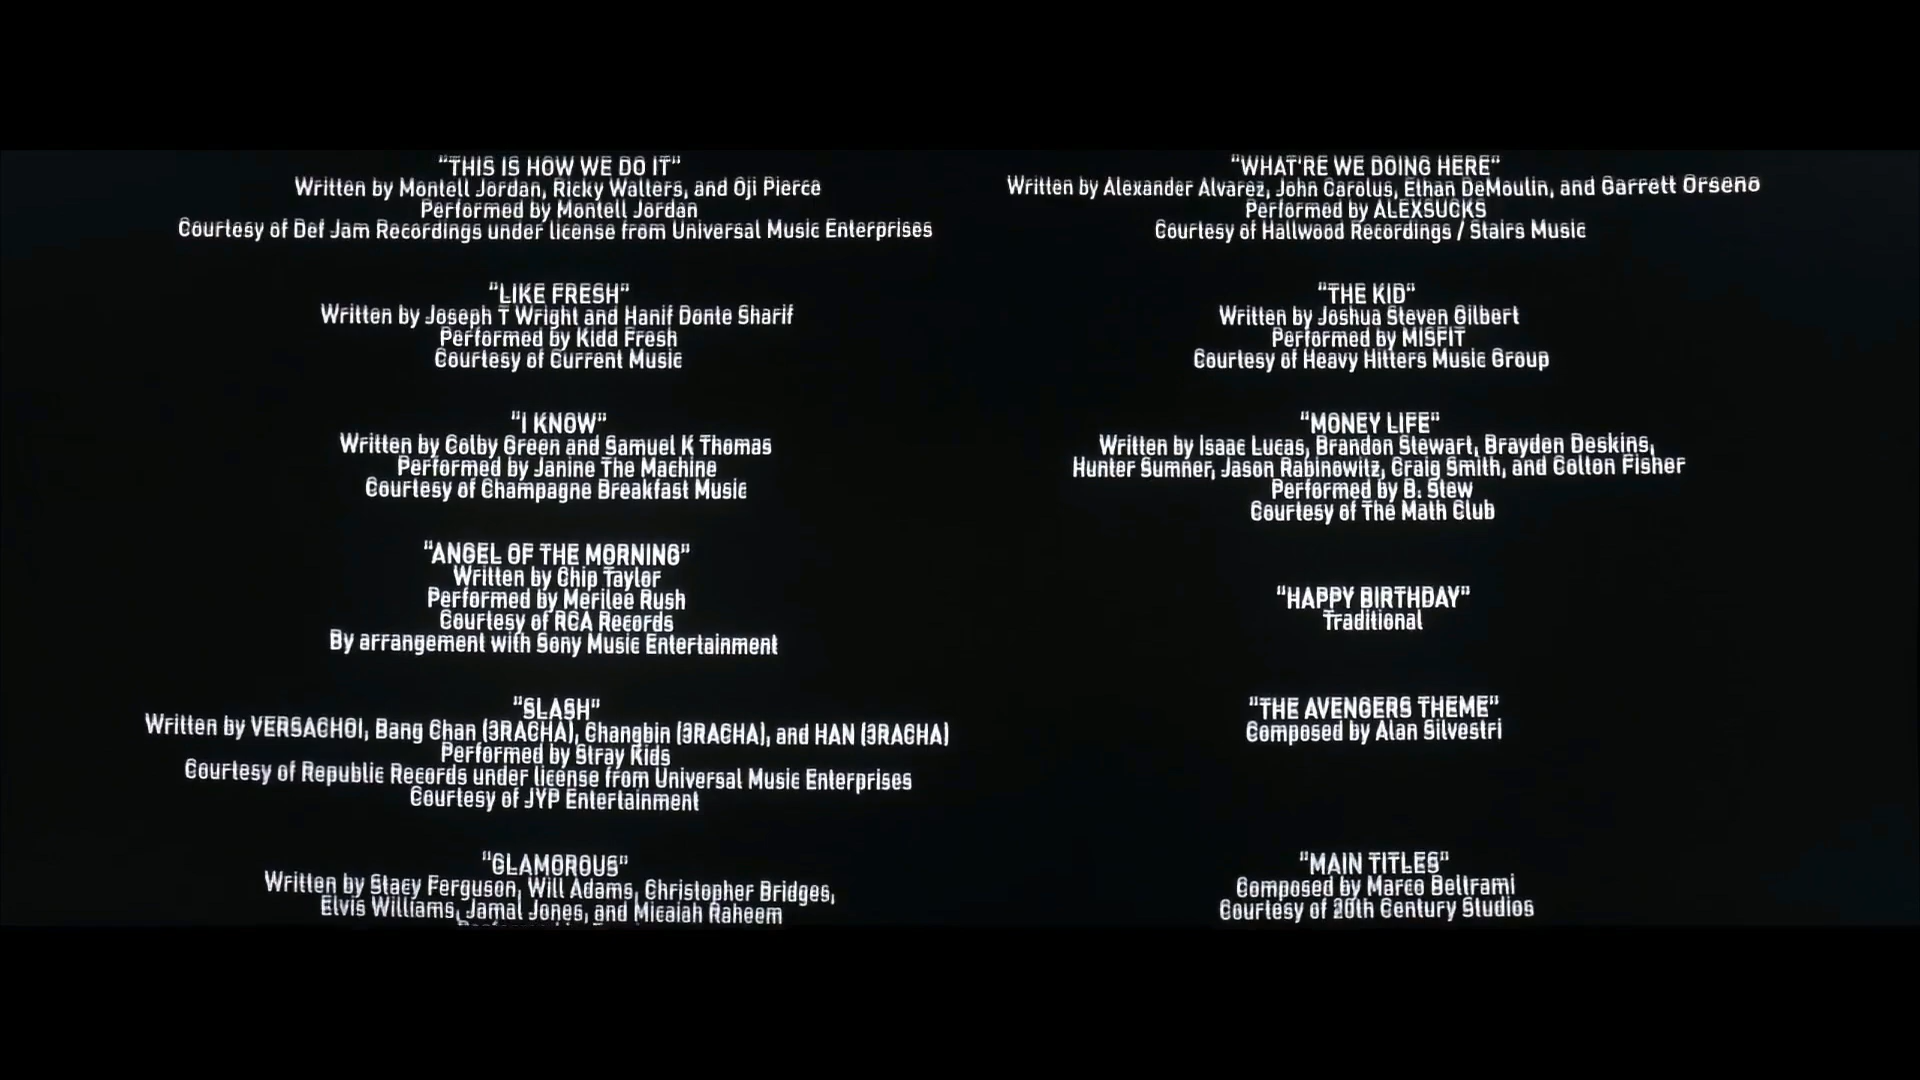 "THIS IS HOW WE DO IT"
Written by Montell Jordan, Ricky Walters, and Oji Pierce
Performed by Montell Jordan
Courtesy of Def Jam Recordings under license from Universal Music Enterprises
"LIKE FRESH"
Written by Joseph T Wright and Hanif Donte Sharif
Performed by Kidd Fresh
Courtesy of Current Music
"I KNOW"
Written by Colby Green and Samuel K Thomas
Performed by Janine The Machine
Courtesy of Champagne Breakfast Music
"ANGEL OF THE MORNING"
Written by Chip Taylor
Performed by Merilee Rush
Courtesy of RCA Records
By arrangement with Sony Music Entertainment
"SLASH"
Written by VERSACHOI, Bang Chan (3RACHA), Changbin (3RACHA), and HAN (3RACHA)
Performed by Stray Kids
Courtesy of Republic Records under license from Universal Music Enterprises
Courtesy of JYP Entertainment
"GLAMOROUS"
Written by Stacy Ferguson, Will Adams, Christopher Bridges,
Elvis Williams, Jamal Jones, and Micaiah Raheem
"WHAT'RE WE DOING HERE"
Written by Alexander Alvarez, John Carolus, Ethan DeMoulin, and Garrett Orseno
Performed by ALEXSUCKS
Courtesy of Hallwood Recordings / Stairs Music
"THE KID"
Written by Joshua Steven Gilbert
Performed by MISFIT
Courtesy of Heavy Hitters Music Group
"MONEY LIFE"
Written by Isaac Lucas, Brandon Stewart, Brayden Deskins,
Hunter Sumner, Jason Rabinowitz, Craig Smith, and Colton Fisher
Performed by B. Stew
Courtesy of The Math Club
"HAPPY BIRTHDAY"
Traditional
"THE AVENGERS THEME"
Composed by Alan Silvestri
"MAIN TITLES"
Composed by Marco Beltrami
Courtesy of 20th Century Studios